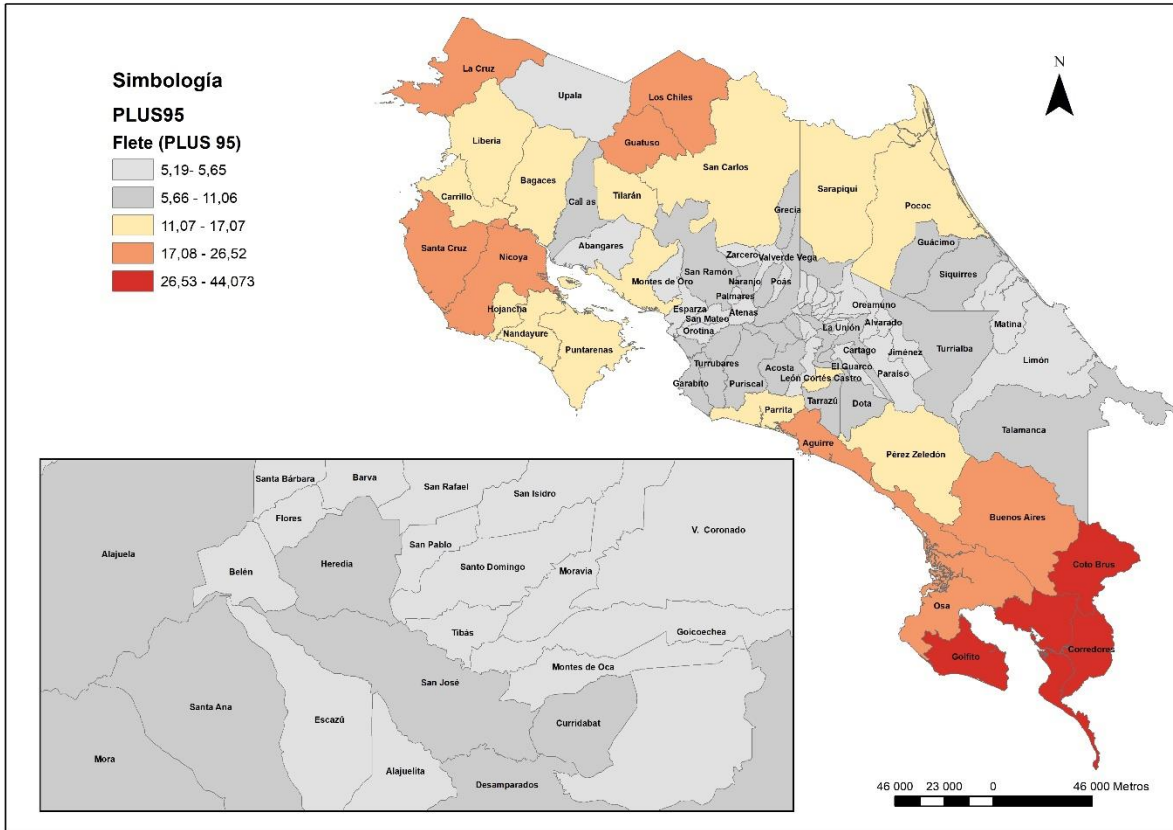 Simbología
PLUS95
Flete (PLUS 95)
5,19- 5,65
5,66 - 11,06
11,07 - 17,07
17,08 - 26,52
26,53 - 44,073
N
La Cruz
Upala
Los Chiles
Liberia
Guatuso
Bagaces
San Carlos
Carrillo
Cañas
Tilarán
Sarapiquí
Grecia
Pococ
Santa Cruz
Nicoya
Abangares
Guácimo
Zarcero
Valverde Vega
Siquirres
Montes de Oro
San Ramón
Naranjo
Poás
Hojancha
Palmares
Esparza
Atenas
Oreamuno
San Mateo
Orotina
Nandayure
La Unión
Alvarado
Matina
Puntarenas
Cartago
Jiménez
Turrialba
Limón
Turrubares
Acosta
El Guarco
Paraíso
Garabito
Puriscal
León Cortés Castro
Tarrazú
Dota
Parrita
Talamanca
Aguirre
Pérez Zeledón
Buenos Aires
Coto Brus
Osa
Golfito
Corredores
Santa Bárbara
Barva
San Rafael
San Isidro
Flores
V. Coronado
Alajuela
San Pablo
Heredia
Santo Domingo
Belén
Moravia
Tibás
Goicoechea
Montes de Oca
San José
Santa Ana
Escazú
Curridabat
Mora
Alajuelita
Desamparados
46 000 23 000 0 46 000 Metros